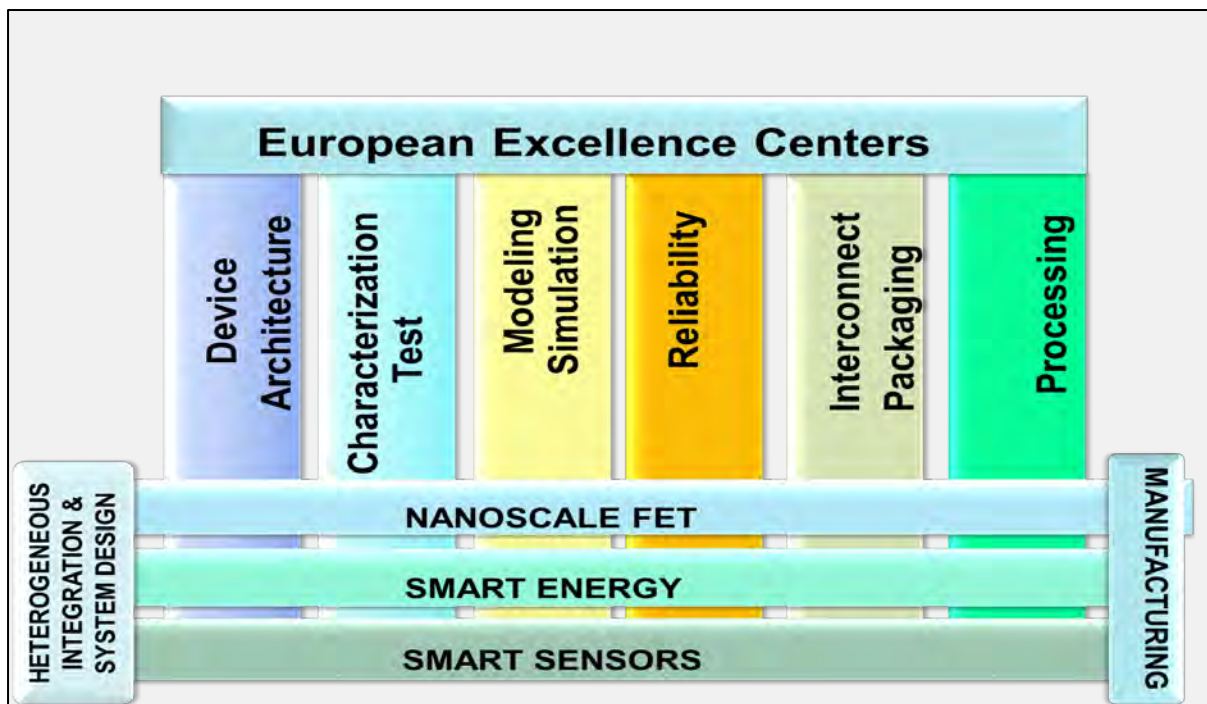 European Excellence Centers
Device
Architecture
Characterization
Test
Modeling
Simulation
Reliability
Interconnect
Packaging
Processing
HETEROGENEOUS
INTEGRATION &
SYSTEM DESIGN
NANOSCALE FET
SMART ENERGY
SMART SENSORS
MANUFACTURING